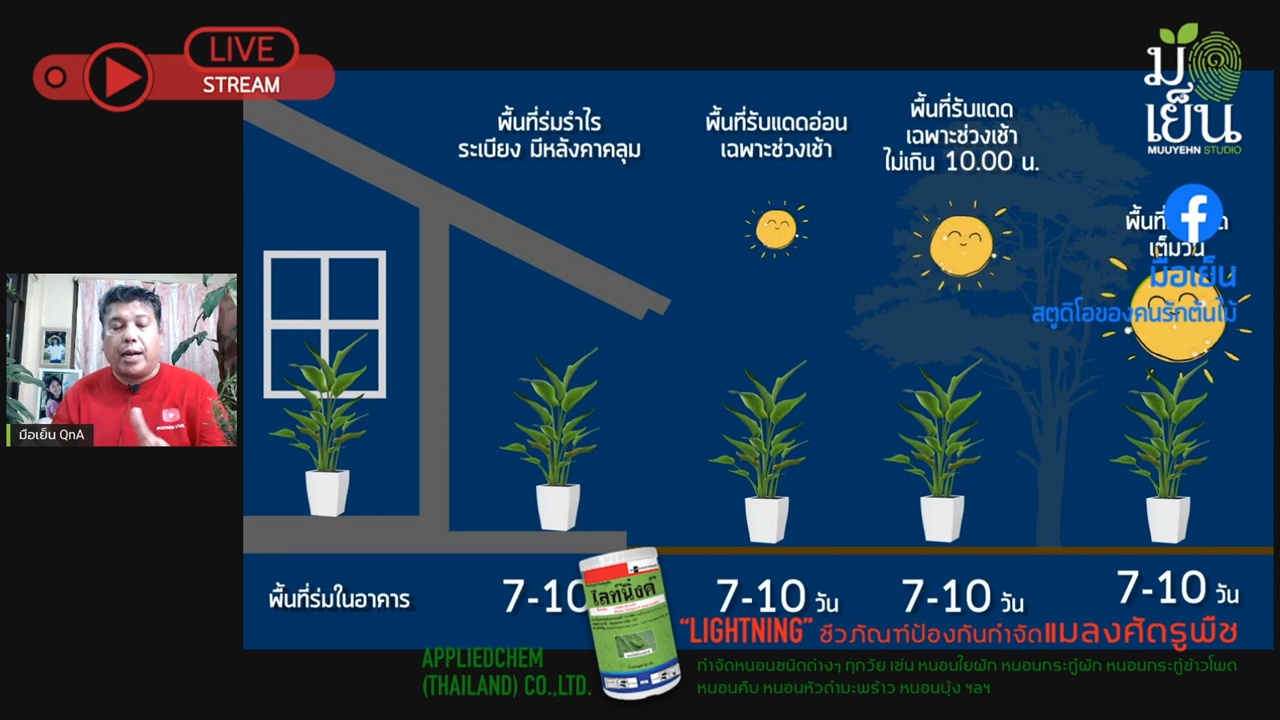 LIVE
STREAM
มือ
เย็น
MUUYEHN STUDIO
พื้นที่ร่มรำไร
ระเบียง มีหลังคาคลุม
พื้นที่รับแดดอ่อน
เฉพาะช่วงเช้า
พื้นที่รับแดด
เฉพาะช่วงเช้า
ไม่เกิน 10.00 น.
เต็มวัน
มือเย็น
สตูดิโอของคนรักต้นไม้
มือเย็น QnA
พื้นที่ร่มในอาคาร
7-10
7-10 วัน
7-10 วัน
7-10 วัน
ไลท์นิ่งค์
"LIGHTNING" ชีวภัณฑ์ป้องกันกำจัดแมลงศัตรูพืช
APPLIEDCHEM
(THAILAND) CO.,LTD.
กำจัดหนอนชนิดต่างๆ ทุกวัย เช่น หนอนใยผัก หนอนกระทู้ผัก หนอนกระทู้ข้าวโพด
หนอนคืบ หนอนหัวดำมะพร้าว หนอนบุ้ง ฯลฯ